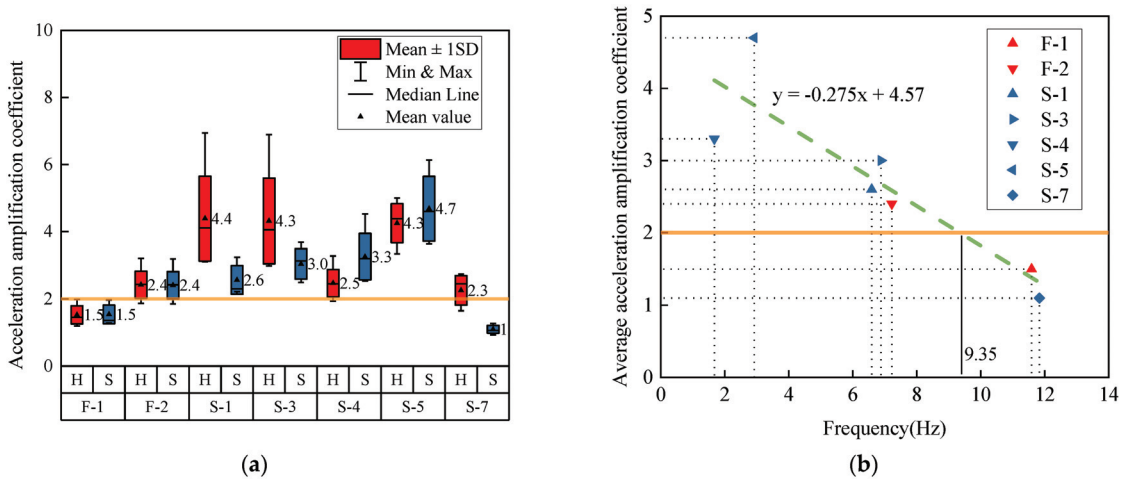 Acceleration amplification coefficient
10
8
6
4
2
0
Mean ± 1SD
Min & Max
Median Line
Mean value
1.5
1.5
2.4
2.4
4.4
2.6
4.3
3.0
2.5
3.3
4.3
4.7
2.3
1
H S H S H S H S H S H S H S
F-1 F-2 S-1 S-3 S-4 S-5 S-7
(a)
Average acceleration amplification coefficient
5
4
3
2
1
0
y = -0.275x + 4.57
F-1
F-2
S-1
S-3
S-4
S-5
S-7
9.35
0 2 4 6 8 10 12 14
Frequency(Hz)
(b)